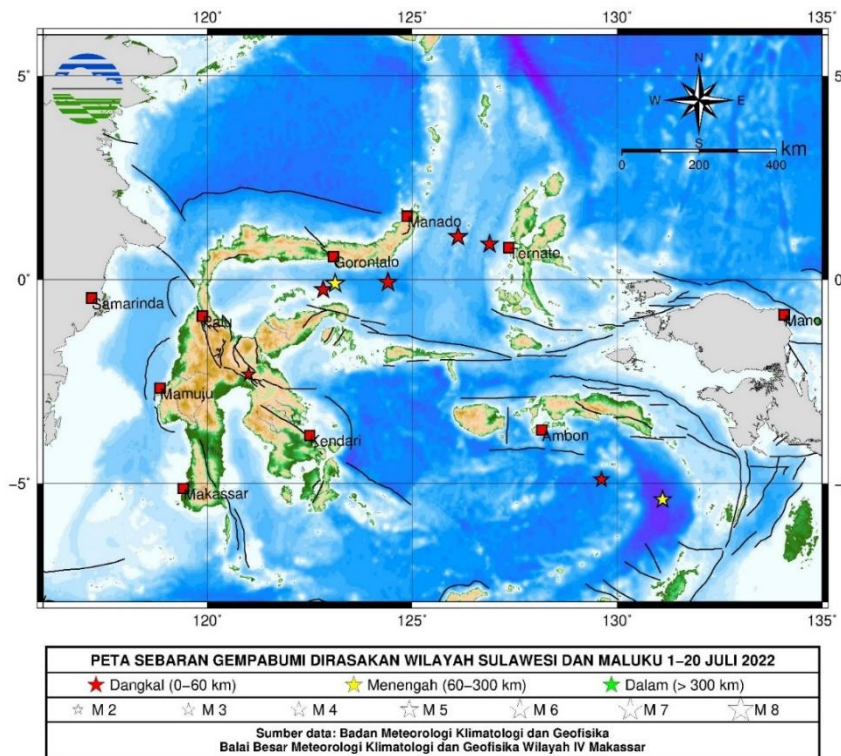 120° 125° 130° 135°
5° 5°
N
W E
S
km
0 200 400
Manado
Ternate
Gorontalo
0° 0°
Samarinda
Palu
Mano
Mamuju
Kendari
Ambon
−5° −5°
Makassar
120° 125° 130° 135°
PETA SEBARAN GEMPABUMI DIRASAKAN WILAYAH SULAWESI DAN MALUKU 1−20 JULI 2022
Dangkal (0−60 km) Menengah (60−300 km) Dalam (> 300 km)
M 2 M 3 M 4 M 5 M 6 M 7 M 8
Sumber data: Badan Meteorologi Klimatologi dan Geofisika
Balai Besar Meteorologi Klimatologi dan Geofisika Wilayah IV Makassar